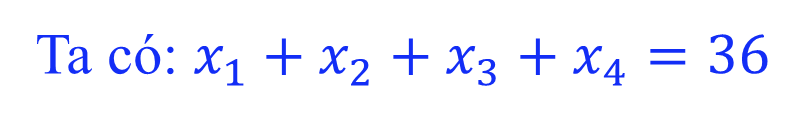 Ta có: 𝑥₁ + 𝑥₂ + 𝑥₃ + 𝑥₄ = 36